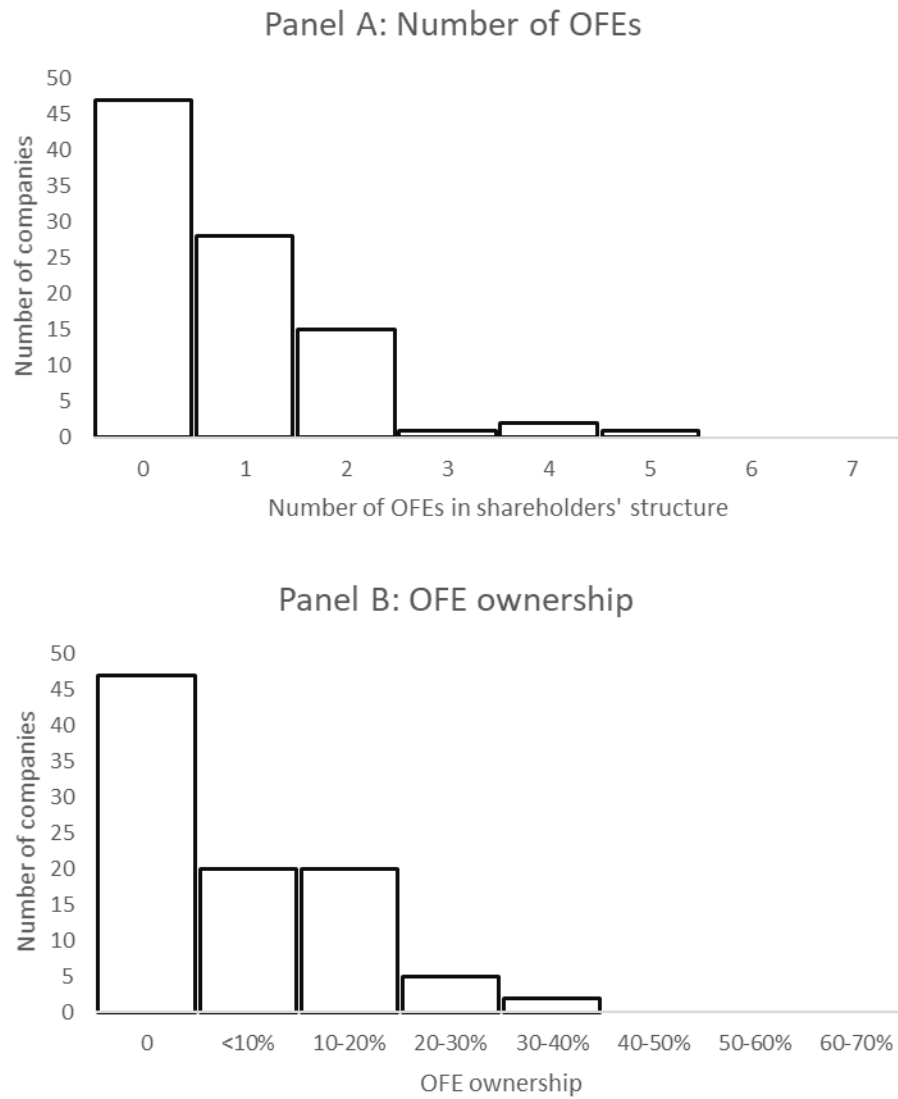 Panel A: Number of OFEs
Number of companies
50
45
40
35
30
25
20
15
10
5
0
0 1 2 3 4 5 6 7
Number of OFEs in shareholders' structure
Panel B: OFE ownership
Number of companies
50
45
40
35
30
25
20
15
10
5
0
0 <10% 10-20% 20-30% 30-40% 40-50% 50-60% 60-70%
OFE ownership